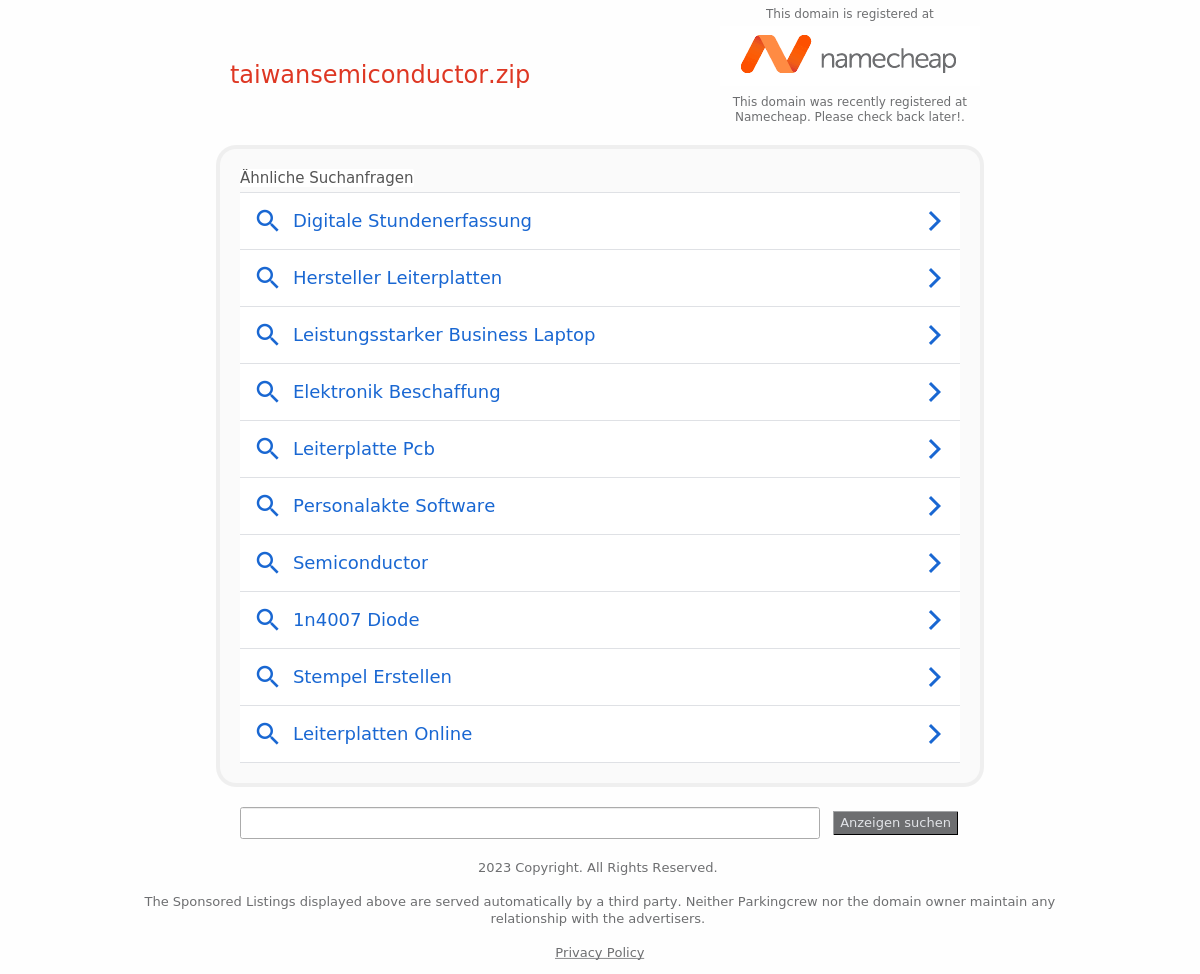 This domain is registered at
namecheap
taiwansemiconductor.zip
This domain was recently registered at
Namecheap. Please check back later!.
Ähnliche Suchanfragen
Digitale Stundenerfassung
Hersteller Leiterplatten
Leistungsstarker Business Laptop
Elektronik Beschaffung
Leiterplatte Pcb
Personalakte Software
Semiconductor
1n4007 Diode
Stempel Erstellen
Leiterplatten Online
Anzeigen suchen
2023 Copyright. All Rights Reserved.
The Sponsored Listings displayed above are served automatically by a third party. Neither Parkingcrew nor the domain owner maintain any
relationship with the advertisers.
Privacy Policy